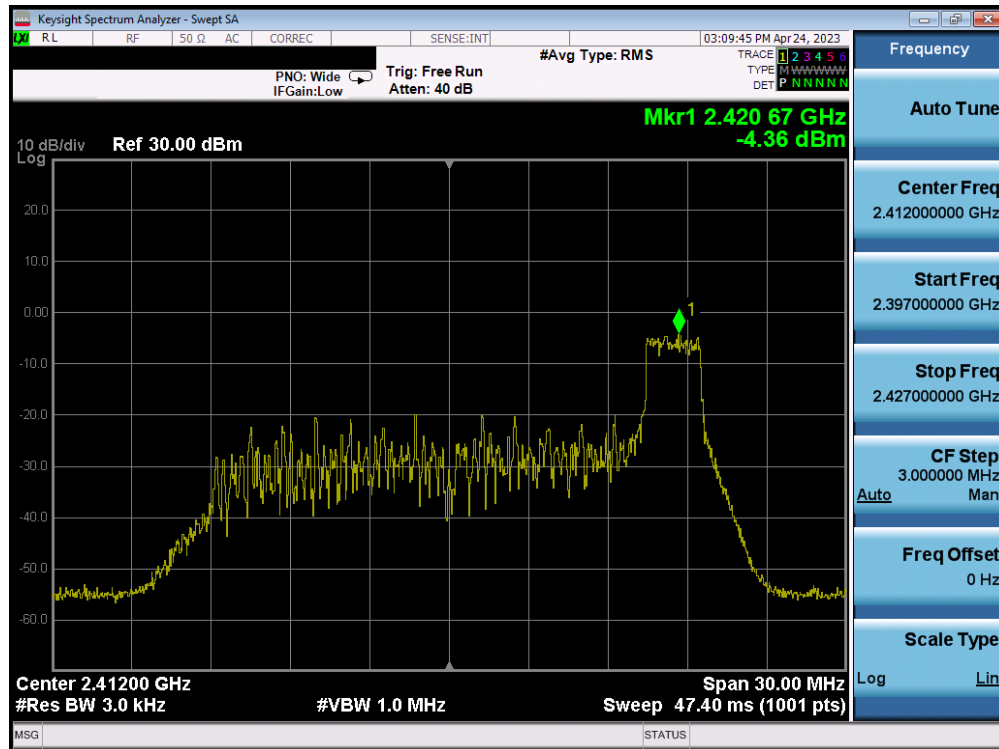 Keysight Spectrum Analyzer - Swept SA
LXI RL RF 50 Ω AC CORREC SENSE:INT 03:09:45 PM Apr 24, 2023
#Avg Type: RMS
TRACE 1 2 3 4 5 6
TYPE M W W W W W
DET P N N N N N
PNO: Wide Trig: Free Run
IFGain:Low Atten: 40 dB
Mkr1 2.420 67 GHz
-4.36 dBm
10 dB/div Ref 30.00 dBm
Log
20.0
10.0
0.00
-10.0
-20.0
-30.0
-40.0
-50.0
-60.0
1
Center 2.41200 GHz Span 30.00 MHz
#Res BW 3.0 kHz #VBW 1.0 MHz Sweep 47.40 ms (1001 pts)
MSG STATUS
Frequency
Auto Tune
Center Freq
2.412000000 GHz
Start Freq
2.397000000 GHz
Stop Freq
2.427000000 GHz
CF Step
3.000000 MHz
Auto Man
Freq Offset
0 Hz
Scale Type
Log Lin